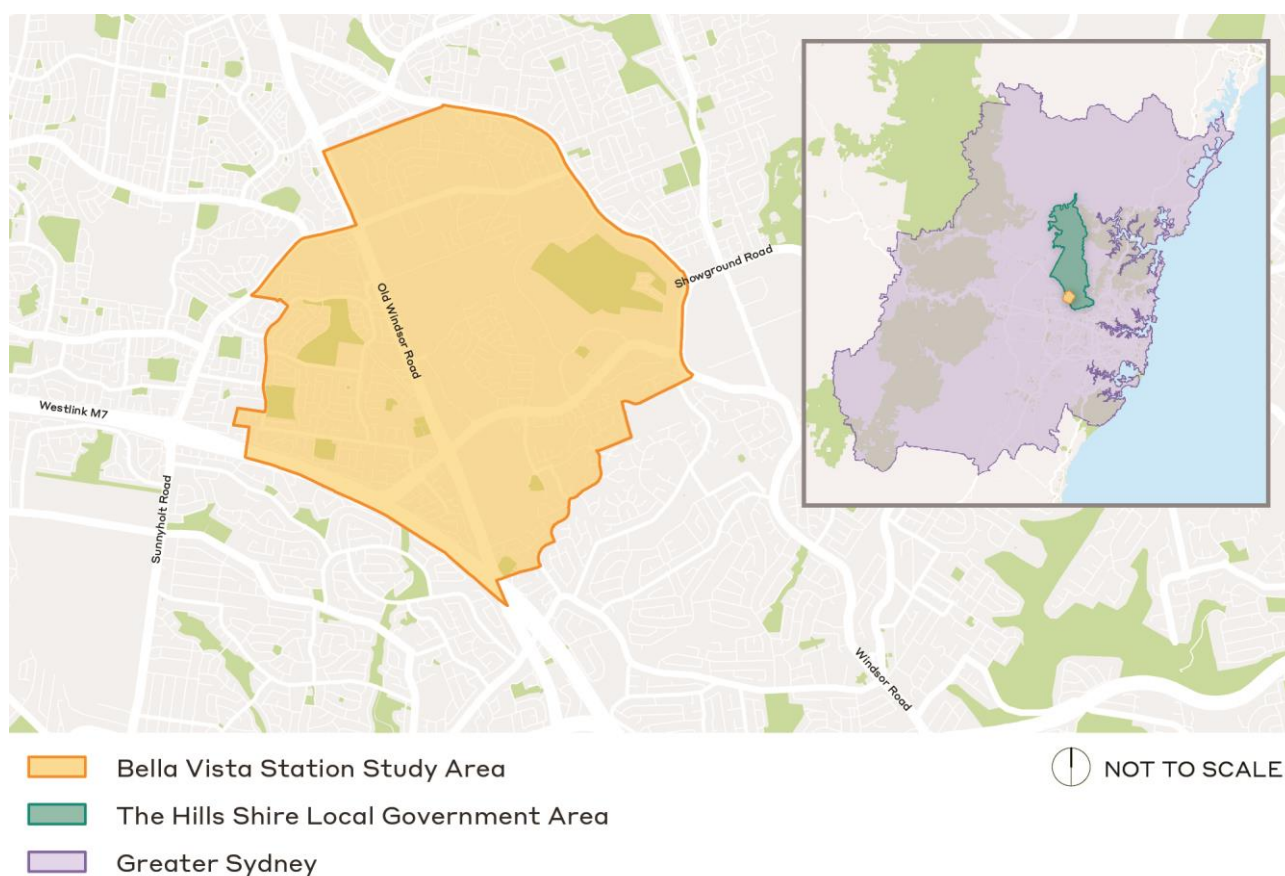 Showground Road
Old Windsor Road
Westlink M7
Sunnyholt Road
Windsor Road
Bella Vista Station Study Area
NOT TO SCALE
The Hills Shire Local Government Area
Greater Sydney